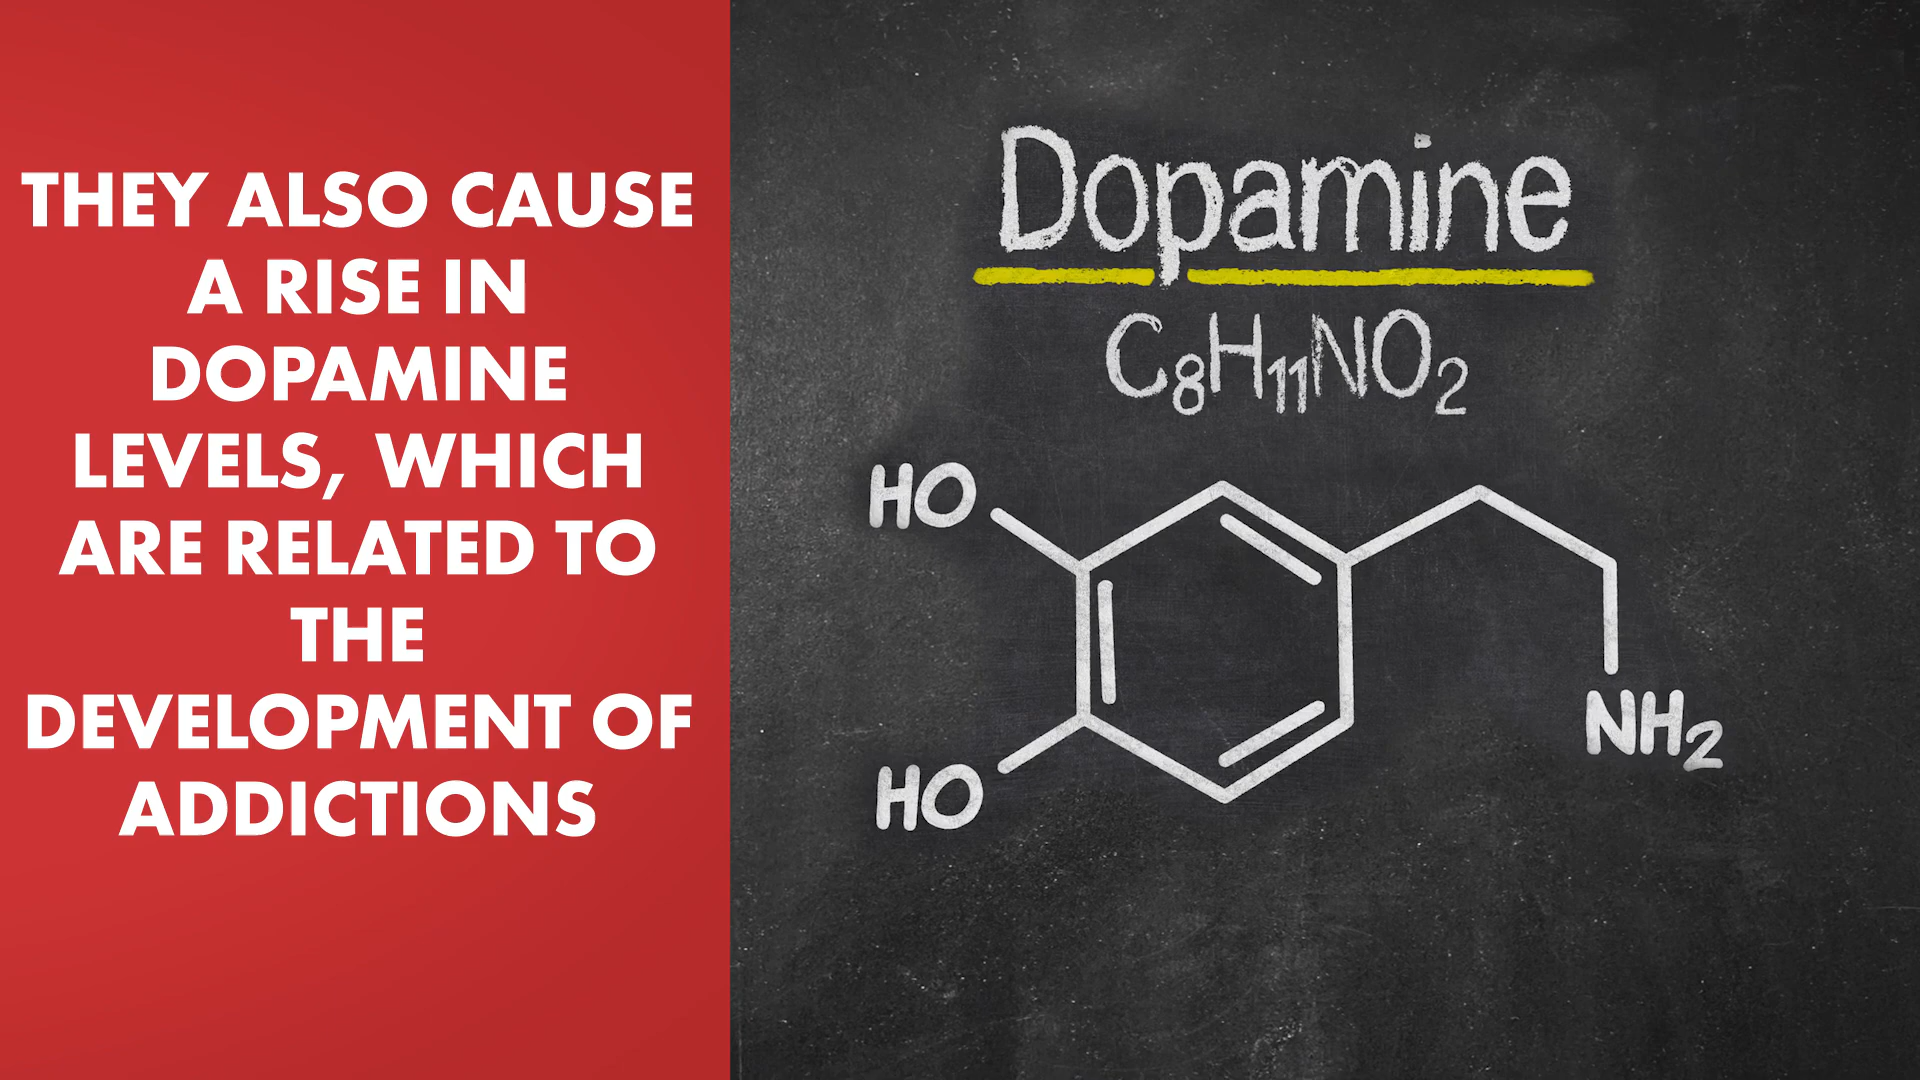 THEY ALSO CAUSE
A RISE IN
DOPAMINE
LEVELS, WHICH
ARE RELATED TO
THE
DEVELOPMENT OF
ADDICTIONS
Dopamine
C₈H₁₁NO₂
HO
HO
NH₂